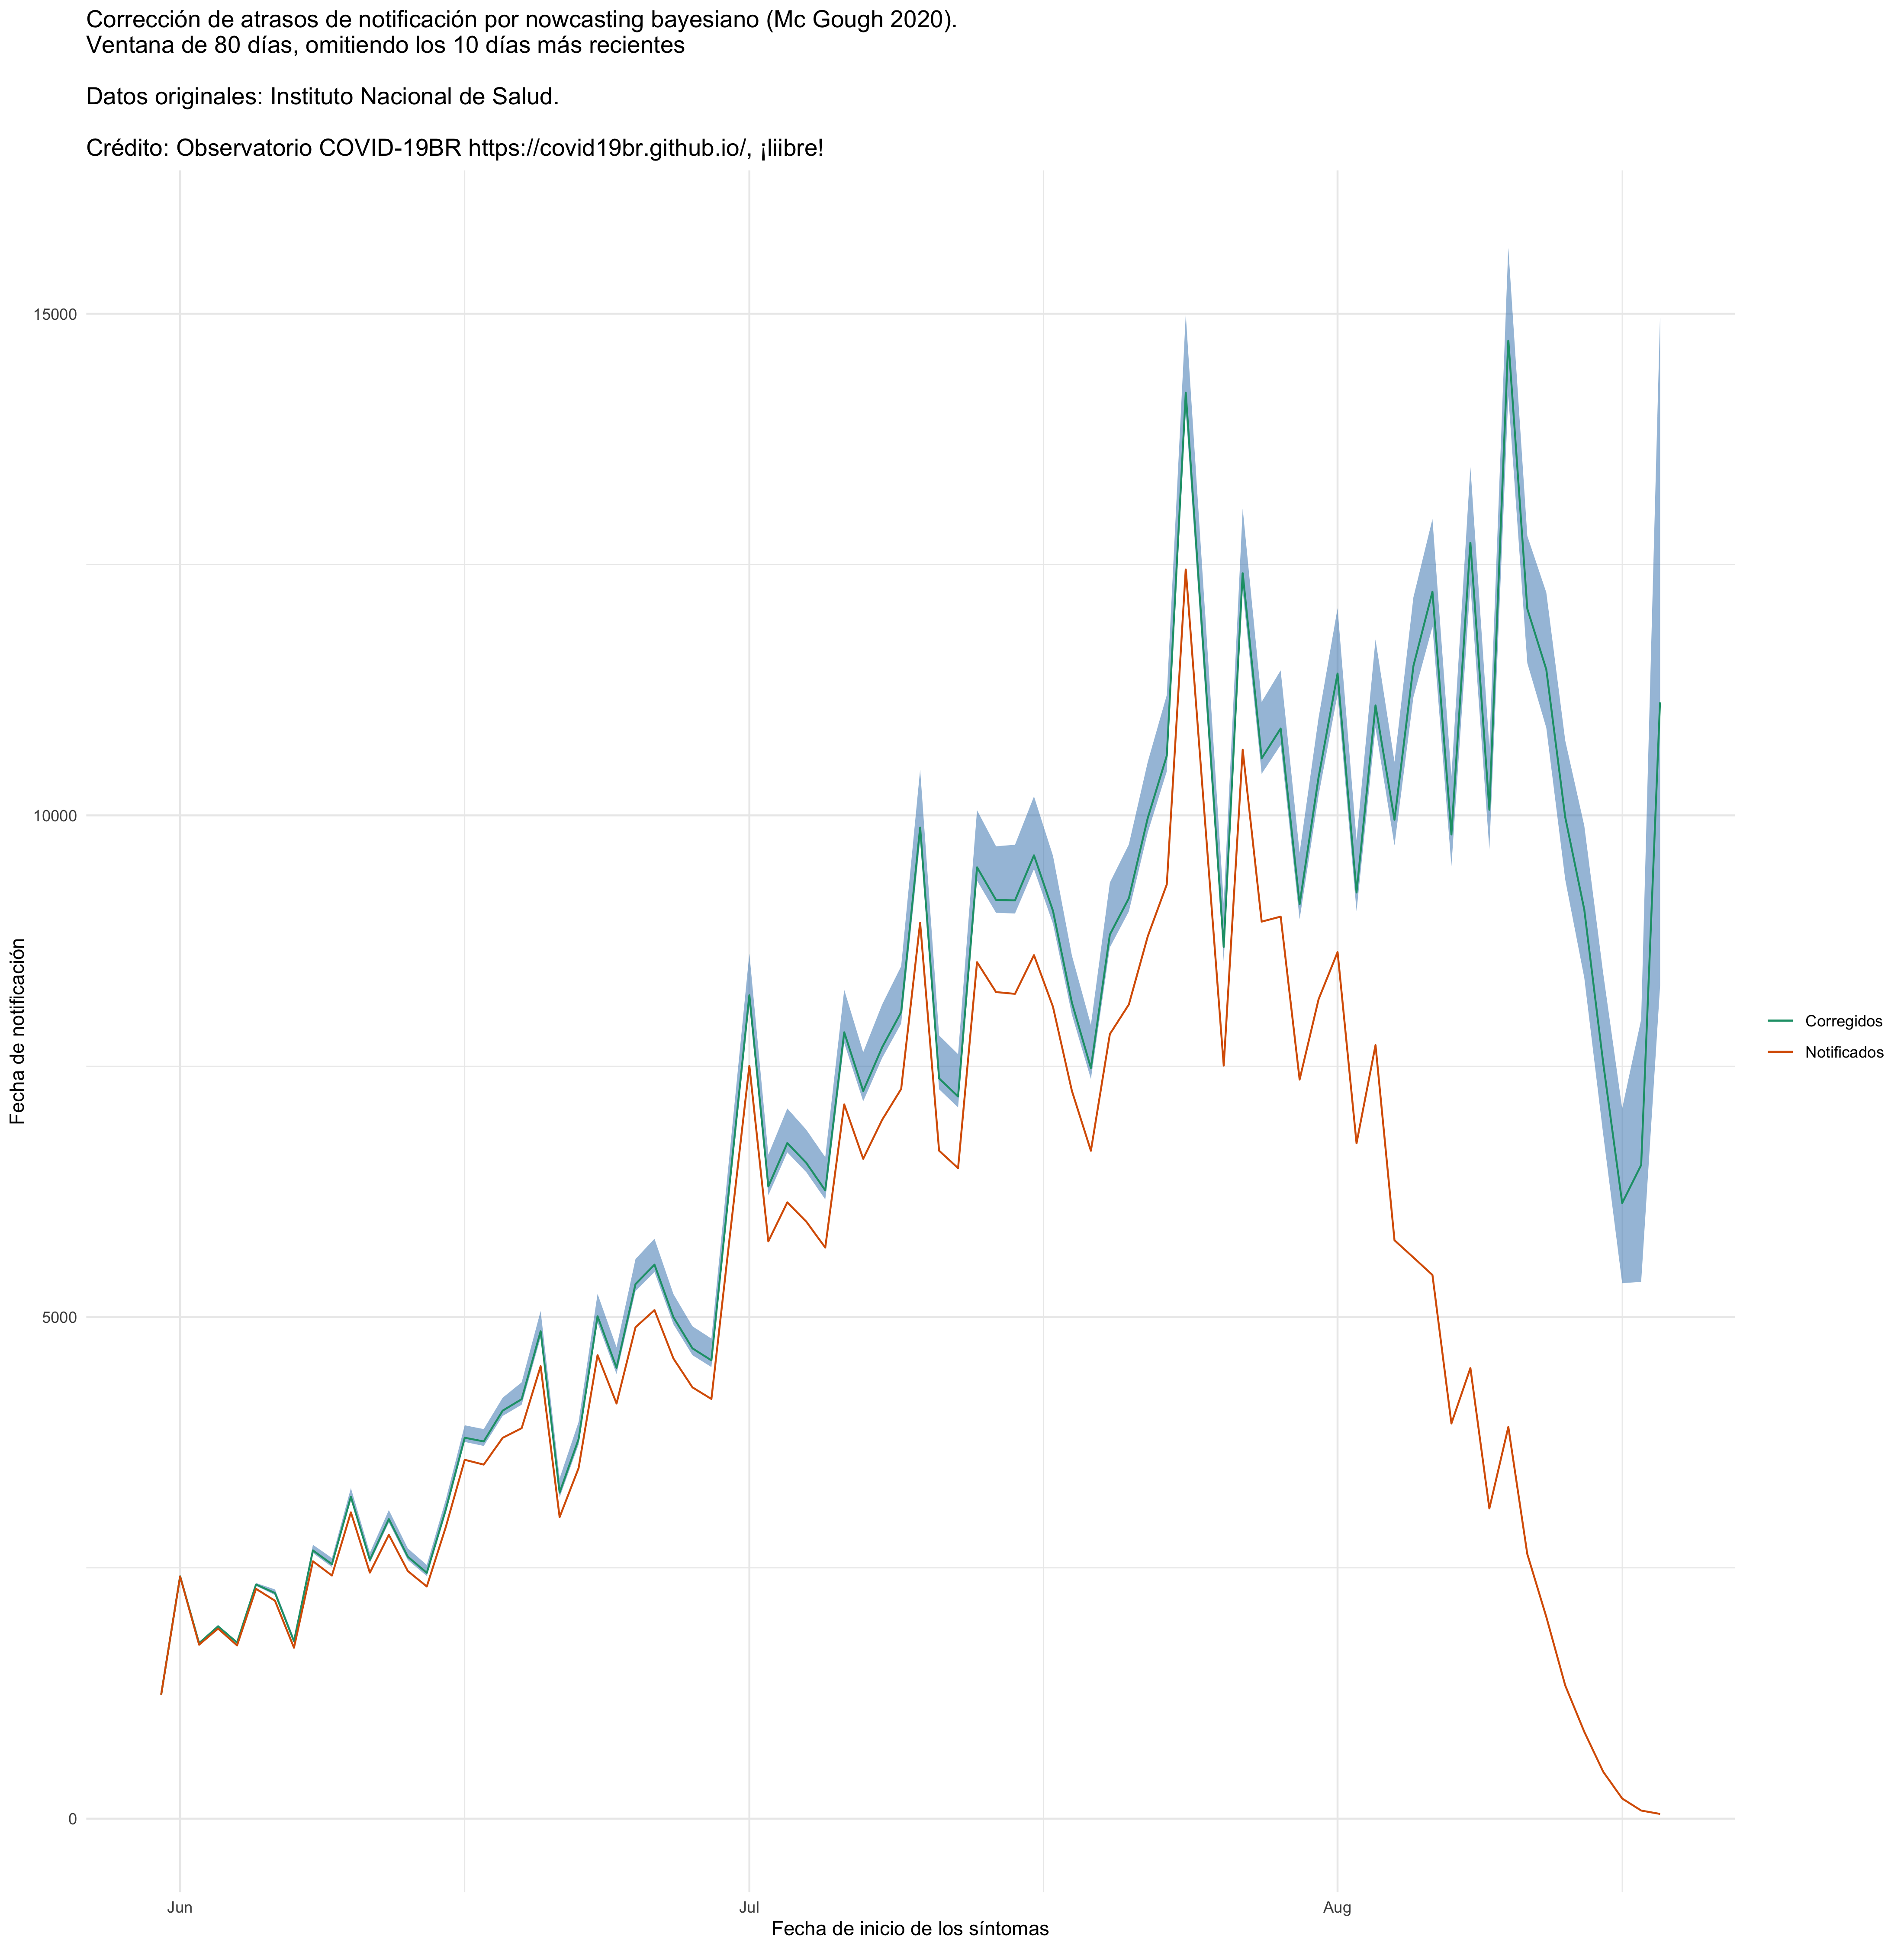 Corrección de atrasos de notificación por nowcasting bayesiano (Mc Gough 2020).
Ventana de 80 días, omitiendo los 10 días más recientes
Datos originales: Instituto Nacional de Salud.
Crédito: Observatorio COVID-19BR https://covid19br.github.io/, ¡liibre!
15000
10000
5000
0
Fecha de notificación
Corregidos
Notificados
Jun
Jul
Aug
Fecha de inicio de los síntomas